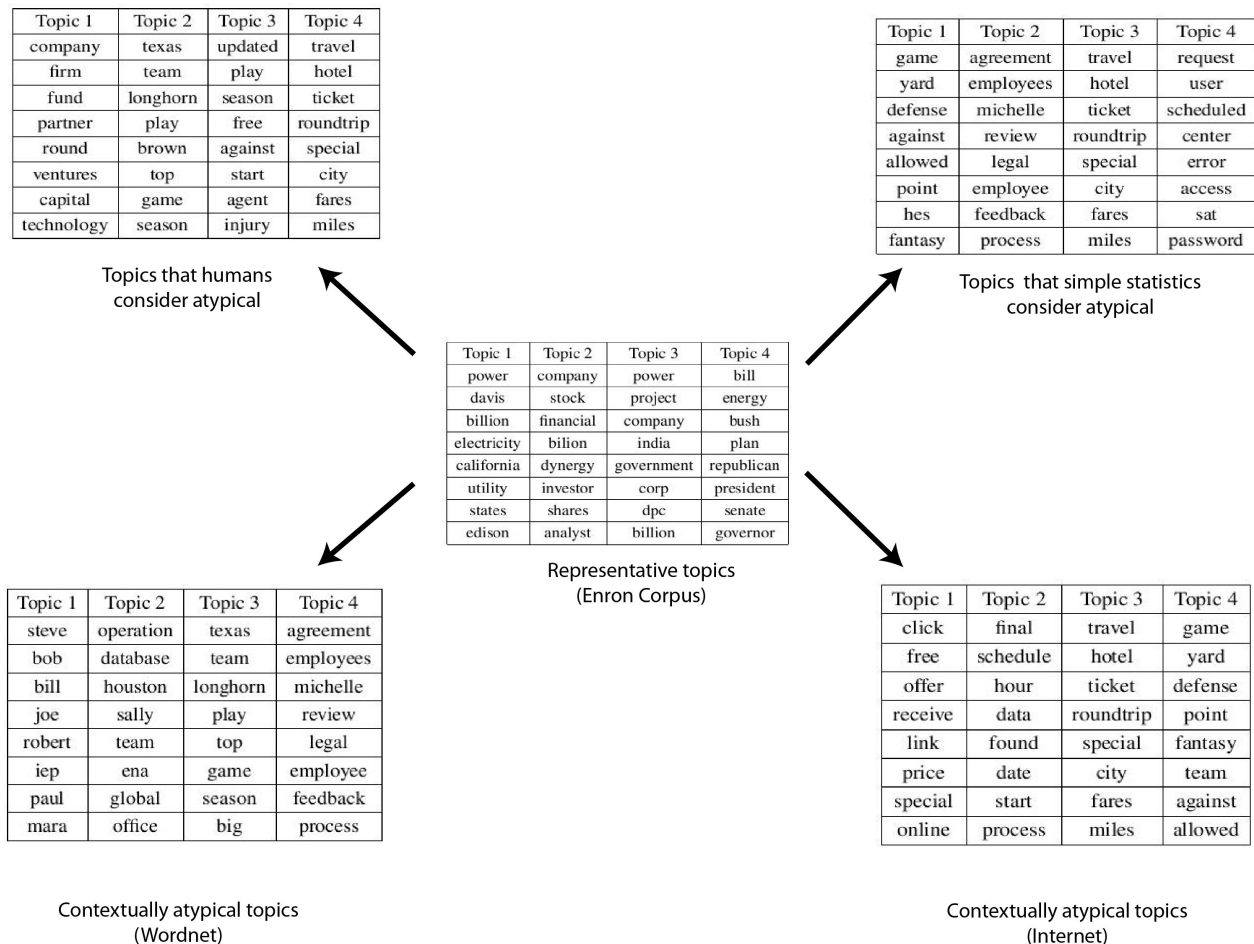 Topic 1 Topic 2 Topic 3 Topic 4
company texas updated travel
firm team play hotel
fund longhorn season ticket
partner play free roundtrip
round brown against special
ventures top start city
capital game agent fares
technology season injury miles
Topics that humans
consider atypical
Topic 1 Topic 2 Topic 3 Topic 4
game agreement travel request
yard employees hotel user
defense michelle ticket scheduled
against review roundtrip center
allowed legal special error
point employee city access
hes feedback fares sat
fantasy process miles password
Topics that simple statistics
consider atypical
Topic 1 Topic 2 Topic 3 Topic 4
power company power bill
davis stock project energy
billion financial company bush
electricity bilion india plan
california dynergy government republican
utility investor corp president
states shares dpc senate
edison analyst billion governor
Representative topics
(Enron Corpus)
Topic 1 Topic 2 Topic 3 Topic 4
steve operation texas agreement
bob database team employees
bill houston longhorn michelle
joe sally play review
robert team top legal
iep ena game employee
paul global season feedback
mara office big process
Contextually atypical topics
(Wordnet)
Topic 1 Topic 2 Topic 3 Topic 4
click final travel game
free schedule hotel yard
offer hour ticket defense
receive data roundtrip point
link found special fantasy
price date city team
special start fares against
online process miles allowed
Contextually atypical topics
(Internet)